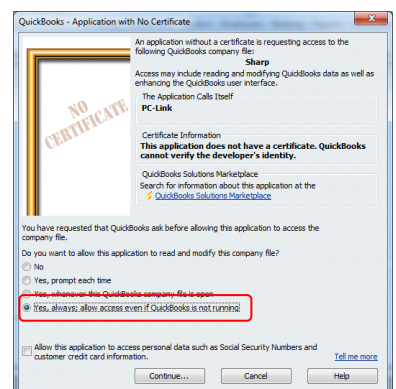 QuickBooks - Application with No Certificate
An application without a certificate is requesting access to the
following QuickBooks company file:
Sharp
Access may include reading and modifying QuickBooks data as well as
enhancing the QuickBooks user interface.
The Application Calls Itself
PC-Link
NO
CERTIFICATE
Certificate Information
This application does not have a certificate. QuickBooks
cannot verify the developer's identity.
QuickBooks Solutions Marketplace
Search for information about this application at the
QuickBooks Solutions Marketplace
You have requested that QuickBooks ask before allowing this application to access the
company file.
Do you want to allow this application to read and modify this company file?
No
Yes, prompt each time
Yes, whenever this QuickBooks company file is open
Yes, always; allow access even if QuickBooks is not running
Allow this application to access personal data such as Social Security Numbers and
customer credit card information.
Tell me more
Continue...
Cancel
Help